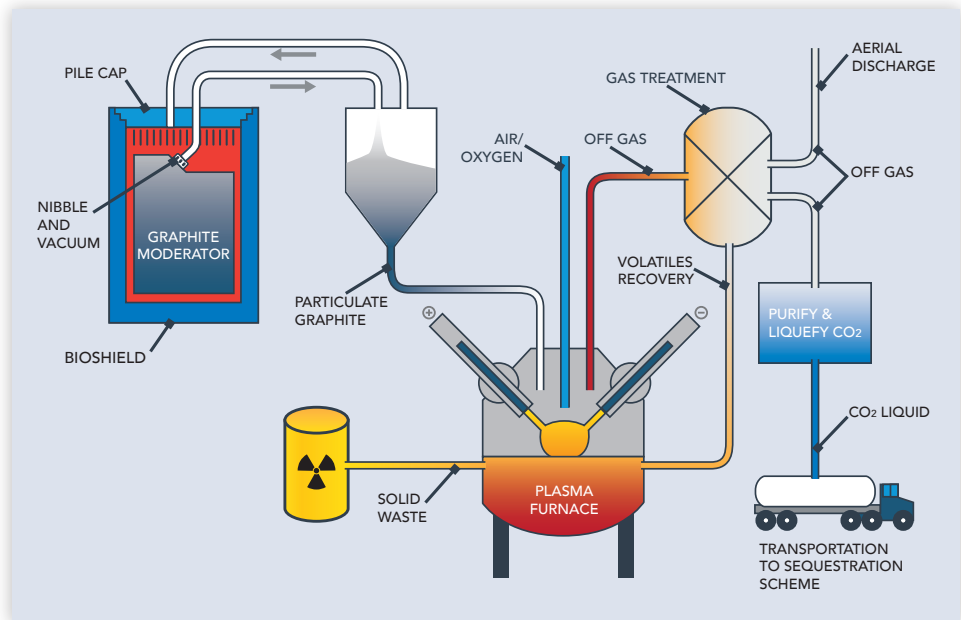 PILE CAP
NIBBLE
AND
VACUUM
GRAPHITE
MODERATOR
BIOSHIELD
PARTICULATE
GRAPHITE
AIR/
OXYGEN
OFF GAS
GAS TREATMENT
AERIAL
DISCHARGE
OFF GAS
VOLATILES
RECOVERY
PURIFY &
LIQUEFY CO2
CO2 LIQUID
+
−
SOLID
WASTE
PLASMA
FURNACE
TRANSPORTATION
TO SEQUESTRATION
SCHEME